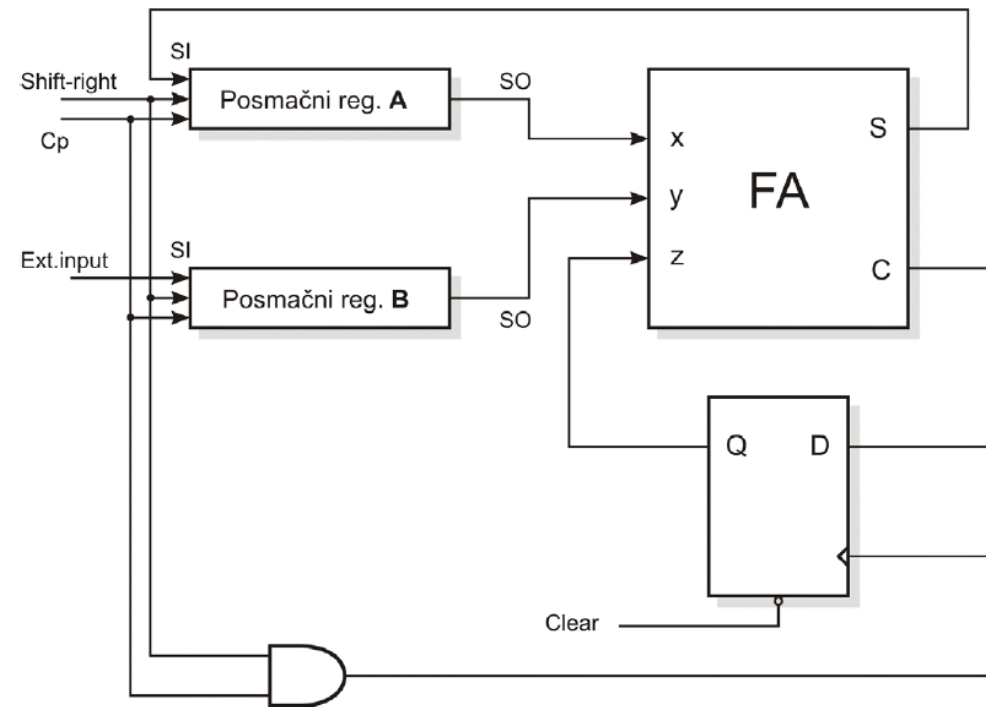 SI
Shift-right
Cp
Posmačni reg. A
SO
x
y
z
FA
S
C
Ext.input
SI
Posmačni reg. B
SO
Q
D
Clear